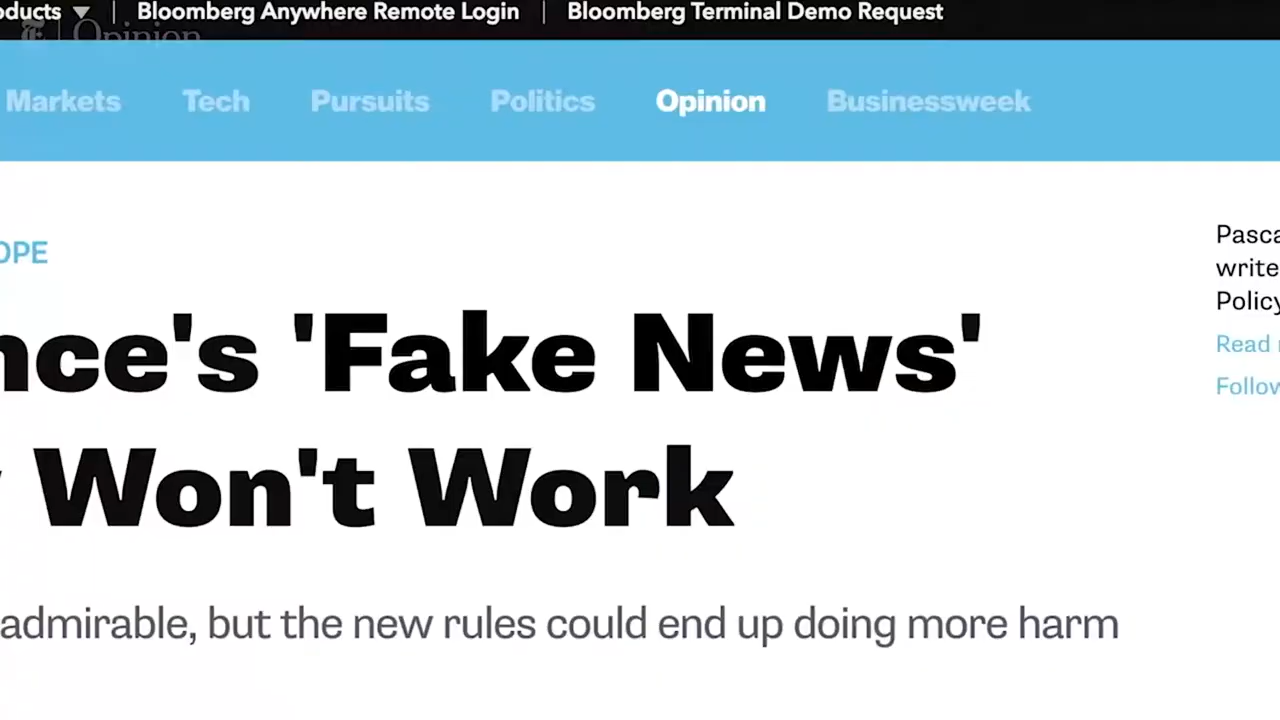 oducts ▼ | Bloomberg Anywhere Remote Login | Bloomberg Terminal Demo Request
Opinion
Markets Tech Pursuits Politics Opinion Businessweek
OPE
nce's 'Fake News'
Won't Work
admirable, but the new rules could end up doing more harm
Pasca
write
Policy
Read
Follow